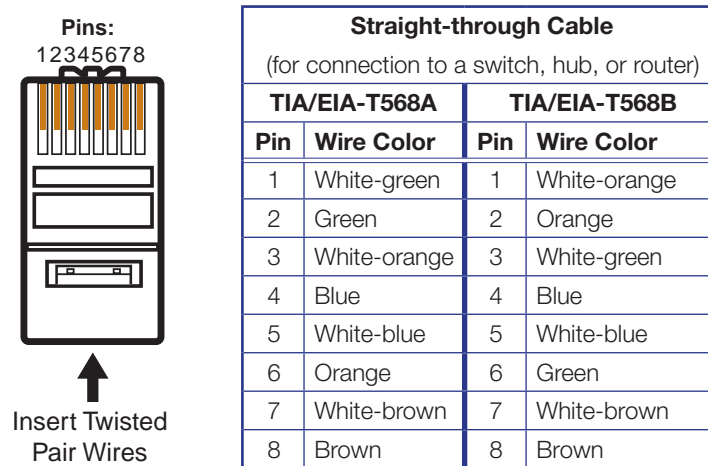 Pins:
12345678
Insert Twisted
Pair Wires
Straight-through Cable
(for connection to a switch, hub, or router)
TIA/EIA-T568A TIA/EIA-T568B
Pin Wire Color Pin Wire Color
1 White-green 1 White-orange
2 Green 2 Orange
3 White-orange 3 White-green
4 Blue 4 Blue
5 White-blue 5 White-blue
6 Orange 6 Green
7 White-brown 7 White-brown
8 Brown 8 Brown